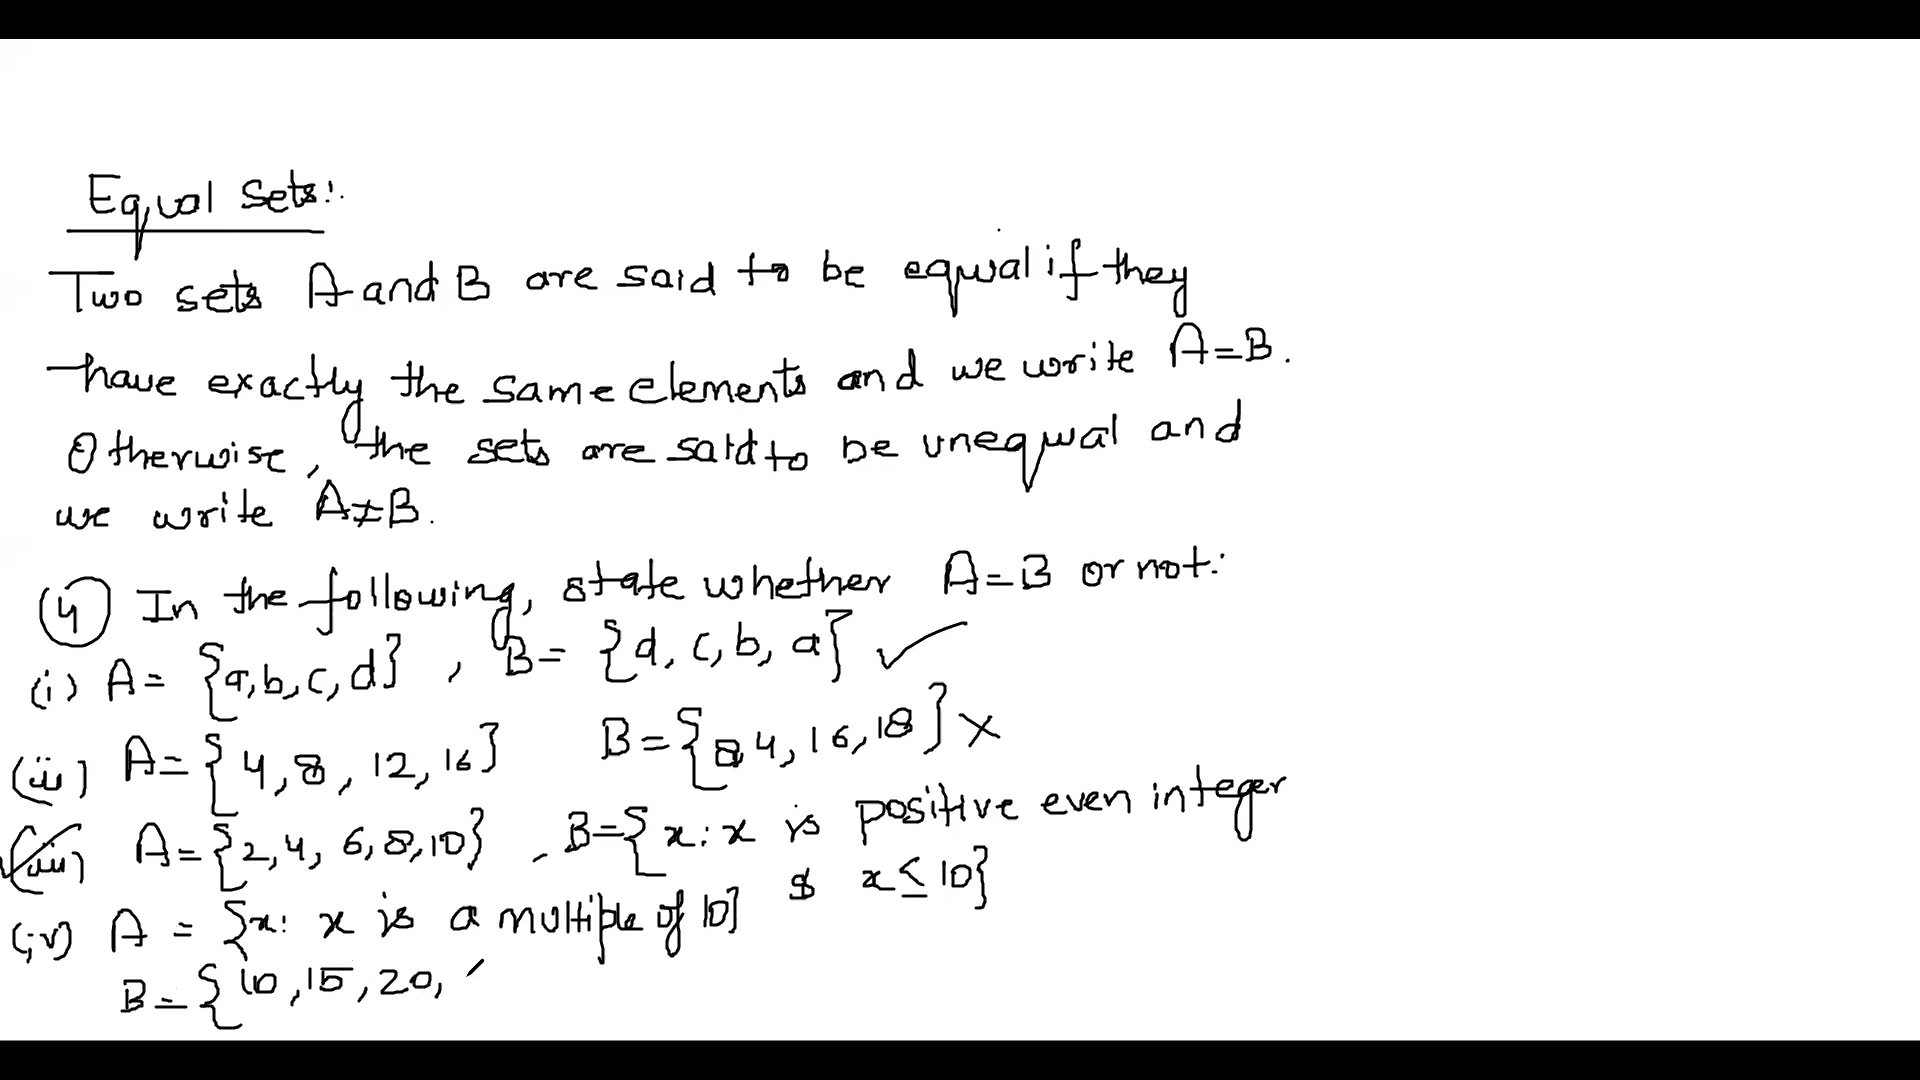 Equal Sets:
Two sets A and B are said to be equal if they
have exactly the same elements and we write A=B.
Otherwise, the sets are said to be unequal and
we write A≠B.
(4) In the following, state whether A=B or not:
(i) A= {a,b,c,d} , B= {d, c, b, a} ✓
(ii) A= {4,8, 12, 16} B={8,4, 16,18} ×
(iii) A={2,4, 6,8,10} , B={x: x is positive even integer
& x≤10}
(iv) A = {x: x is a multiple of 10}
B={10,15,20,